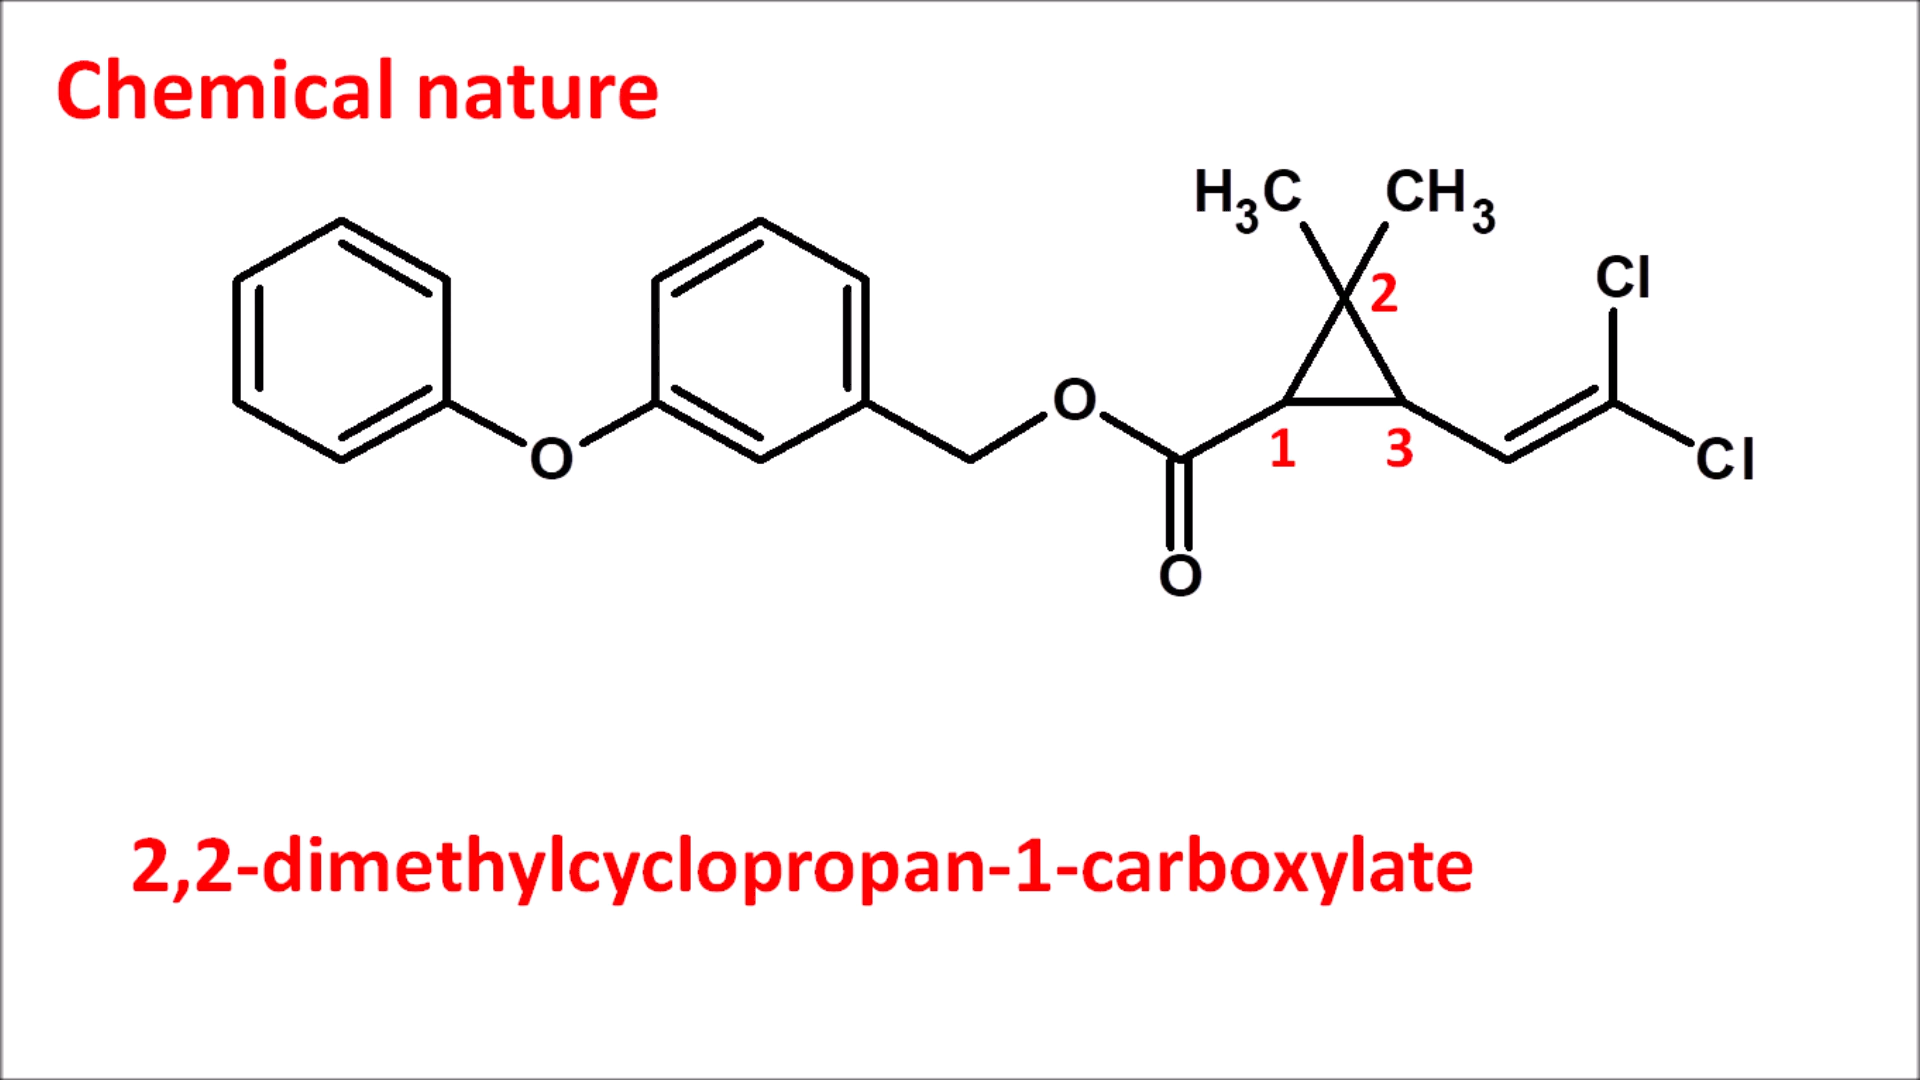 Chemical nature
H3C CH3
2
Cl
O
1 3
O
Cl
O
2,2-dimethylcyclopropan-1-carboxylate